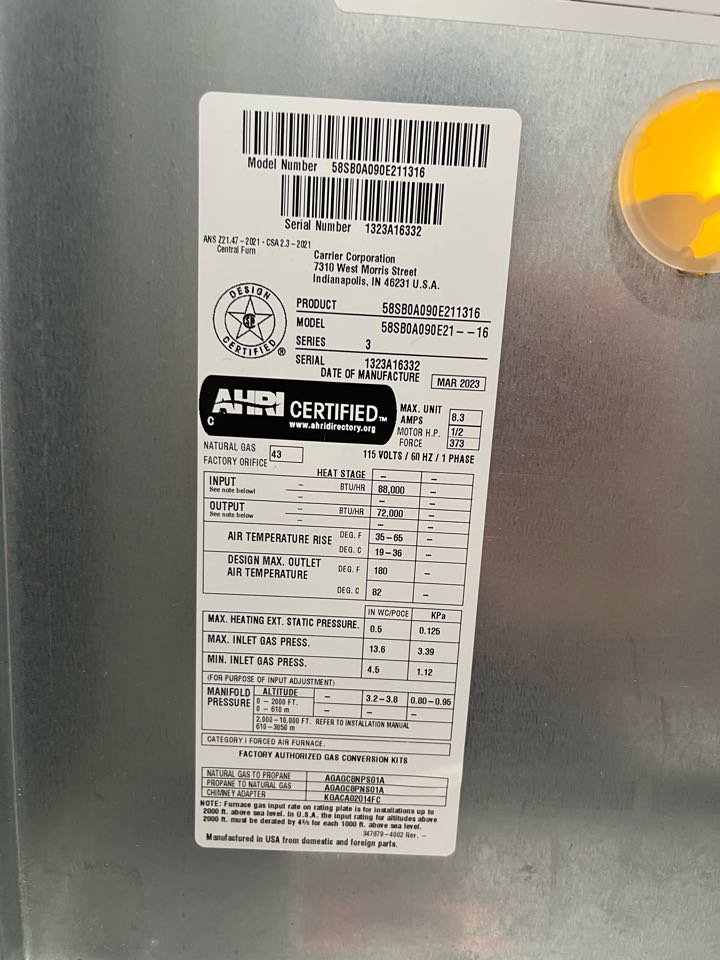 Model Number 58SB0A090E211316
Serial Number 1323A16332
ANS Z21.47-2021 · CSA 2.3-2021
Central Furn
Carrier Corporation
7310 West Morris Street
Indianapolis, IN 46231 U.S.A.
DESIGN
CERTIFIED ®
PRODUCT 58SB0A090E211316
MODEL 58SB0A090E21--16
SERIES 3
SERIAL 1323A16332
DATE OF MANUFACTURE MAR 2023
C AHRI CERTIFIED™
www.ahridirectory.org
MAX. UNIT AMPS 8.3
MOTOR H.P. 1/2
FORCE 373
NATURAL GAS
FACTORY ORIFICE 43
115 VOLTS / 60 HZ / 1 PHASE
HEAT STAGE – –
INPUT
See note below!
– BTU/HR 88,000 –
– – –
OUTPUT
See note below
– BTU/HR 72,000 –
AIR TEMPERATURE RISE DEG. F 35-65 –
DEG. C 19-36 –
DESIGN MAX. OUTLET
AIR TEMPERATURE
DEG. F 180 –
DEG. C 82 –
IN WC/POCE KPa
MAX. HEATING EXT. STATIC PRESSURE. 0.5 0.125
MAX. INLET GAS PRESS. 13.6 3.39
MIN. INLET GAS PRESS. 4.5 1.12
(FOR PURPOSE OF INPUT ADJUSTMENT)
MANIFOLD PRESSURE ALTITUDE
0 - 2000 FT. – 3.2-3.8 0.80-0.95
0 - 610 m – – –
2,000-10,000 FT. REFER TO INSTALLATION MANUAL
610-3050 m
CATEGORY I FORCED AIR FURNACE.
FACTORY AUTHORIZED GAS CONVERSION KITS
NATURAL GAS TO PROPANE AGAGC8NPS01A
PROPANE TO NATURAL GAS AGAGC8PNS01A
CHIMNEY ADAPTER KGACA02014FC
NOTE: Furnace gas input rate on rating plate is for installations up to
2000 ft. above sea level. In U.S.A. the input rating for altitudes above
2000 ft. must be derated by 4% for each 1000 ft. above sea level.
347879-4082 Rev. –
Manufactured in USA from domestic and foreign parts.